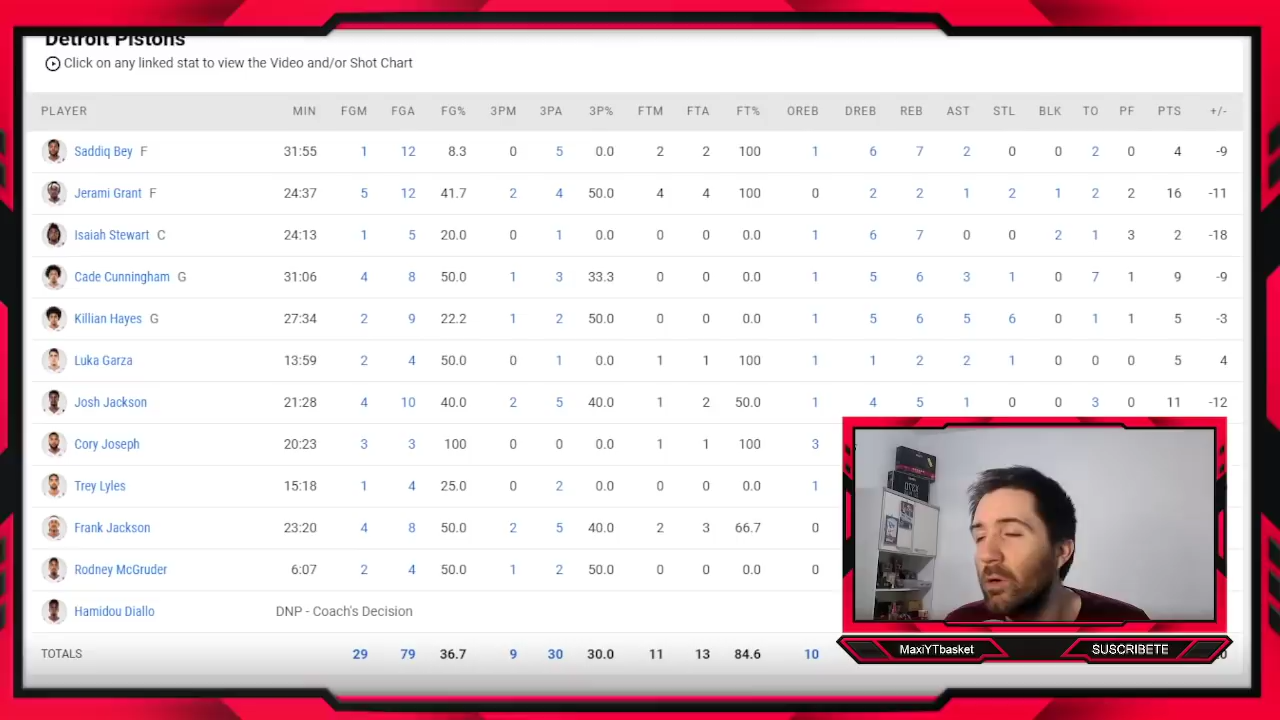 Detroit Pistons
Click on any linked stat to view the Video and/or Shot Chart
PLAYER MIN FGM FGA FG% 3PM 3PA 3P% FTM FTA FT% OREB DREB REB AST STL BLK TO PF PTS +/-
Saddiq Bey F 31:55 1 12 8.3 0 5 0.0 2 2 100 1 6 7 2 0 0 2 0 4 -9
Jerami Grant F 24:37 5 12 41.7 2 4 50.0 4 4 100 0 2 2 1 2 1 2 2 16 -11
Isaiah Stewart C 24:13 1 5 20.0 0 1 0.0 0 0 0.0 1 6 7 0 0 2 1 3 2 -18
Cade Cunningham G 31:06 4 8 50.0 1 3 33.3 0 0 0.0 1 5 6 3 1 0 7 1 9 -9
Killian Hayes G 27:34 2 9 22.2 1 2 50.0 0 0 0.0 1 5 6 5 6 0 1 1 5 -3
Luka Garza 13:59 2 4 50.0 0 1 0.0 1 1 100 1 1 2 2 1 0 0 0 5 4
Josh Jackson 21:28 4 10 40.0 2 5 40.0 1 2 50.0 1 4 5 1 0 0 3 0 11 -12
Cory Joseph 20:23 3 3 100 0 0 0.0 1 1 100 3
Trey Lyles 15:18 1 4 25.0 0 2 0.0 0 0 0.0 1
Frank Jackson 23:20 4 8 50.0 2 5 40.0 2 3 66.7 0
Rodney McGruder 6:07 2 4 50.0 1 2 50.0 0 0 0.0 0
Hamidou Diallo DNP - Coach's Decision
TOTALS 29 79 36.7 9 30 30.0 11 13 84.6 10
MaxiYTbasket SUSCRIBETE